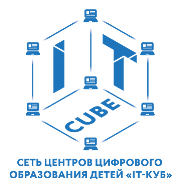 IT
CUBE
СЕТЬ ЦЕНТРОВ ЦИФРОВОГО
ОБРАЗОВАНИЯ ДЕТЕЙ «IT-КУБ»